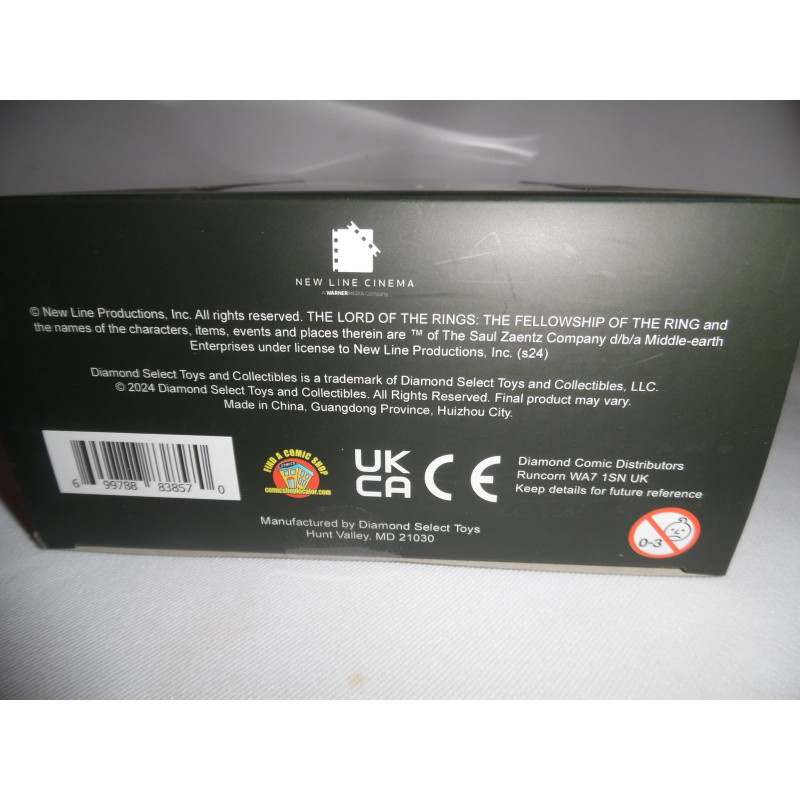 NEW LINE CINEMA
A WARNERMEDIA Company
© New Line Productions, Inc. All rights reserved. THE LORD OF THE RINGS: THE FELLOWSHIP OF THE RING and
the names of the characters, items, events and places therein are ™ of The Saul Zaentz Company d/b/a Middle-earth
Enterprises under license to New Line Productions, Inc. (s24)
Diamond Select Toys and Collectibles is a trademark of Diamond Select Toys and Collectibles, LLC.
© 2024 Diamond Select Toys and Collectibles. All Rights Reserved. Final product may vary.
Made in China, Guangdong Province, Huizhou City.
6 99788 83857 0
FIND A COMIC SHOP
comicshoplocator.com
UK
CA
CE
Diamond Comic Distributors
Runcorn WA7 1SN UK
Keep details for future reference
0-3
Manufactured by Diamond Select Toys
Hunt Valley, MD 21030